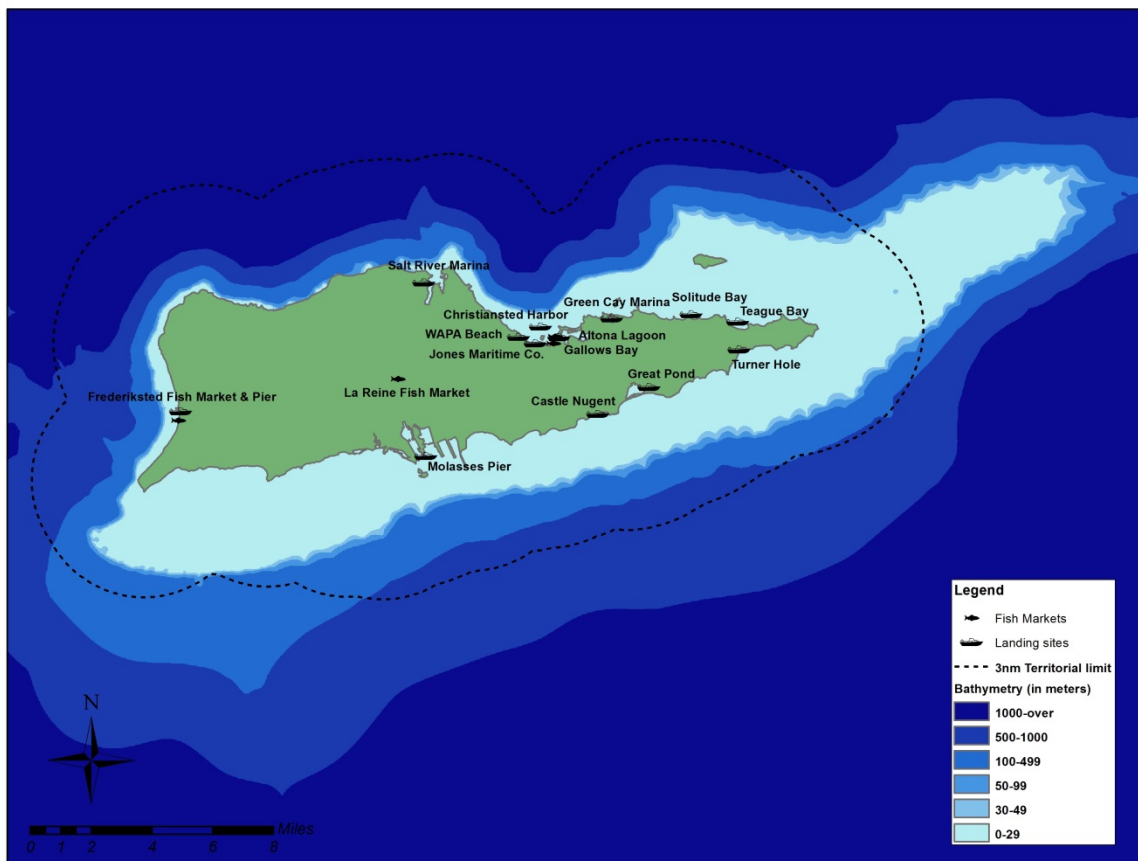 Salt River Marina
Green Cay Marina
Solitude Bay
Teague Bay
Christiansted Harbor
WAPA Beach
Altona Lagoon
Jones Maritime Co.
Gallows Bay
Turner Hole
Great Pond
La Reine Fish Market
Frederiksted Fish Market & Pier
Castle Nugent
Molasses Pier
Legend
Fish Markets
Landing sites
3nm Territorial limit
Bathymetry (in meters)
1000-over
500-1000
100-499
50-99
30-49
0-29
N
Miles
0 1 2 4 6 8